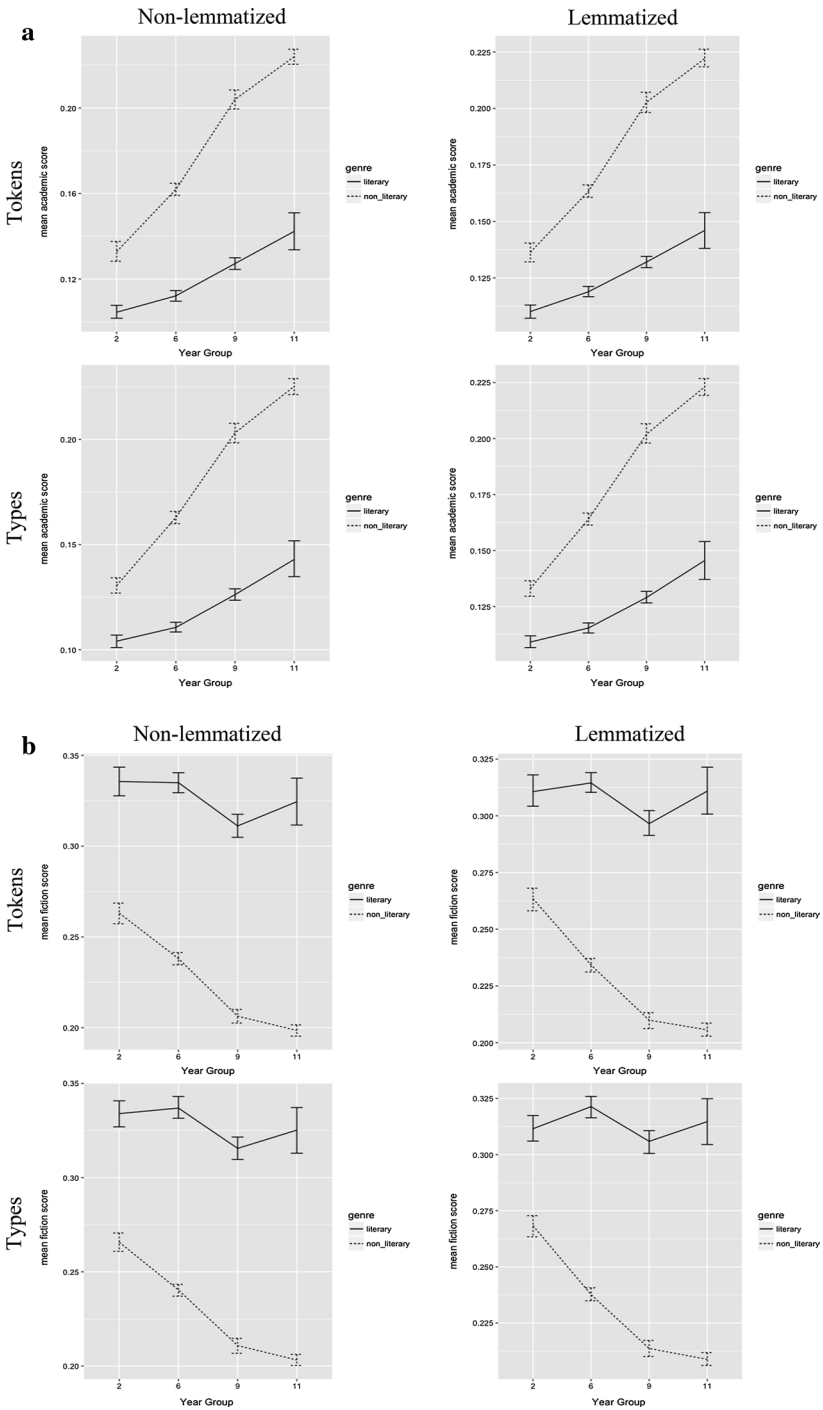 a
Non-lemmatized
Lemmatized
Tokens
mean academic score
0.20
0.16
0.12
2 6 9 11
Year Group
genre
literary
non_literary
mean academic score
0.225
0.200
0.175
0.150
0.125
2 6 9 11
Year Group
genre
literary
non_literary
Types
mean academic score
0.20
0.15
0.10
2 6 9 11
Year Group
genre
literary
non_literary
mean academic score
0.225
0.200
0.175
0.150
0.125
2 6 9 11
Year Group
genre
literary
non_literary
b
Non-lemmatized
Lemmatized
Tokens
mean fiction score
0.35
0.30
0.25
0.20
2 6 9 11
Year Group
genre
literary
non_literary
mean fiction score
0.325
0.300
0.275
0.250
0.225
0.200
2 6 9 11
Year Group
genre
literary
non_literary
Types
mean fiction score
0.35
0.30
0.25
0.20
2 6 9 11
Year Group
genre
literary
non_literary
mean fiction score
0.325
0.300
0.275
0.250
0.225
2 6 9 11
Year Group
genre
literary
non_literary